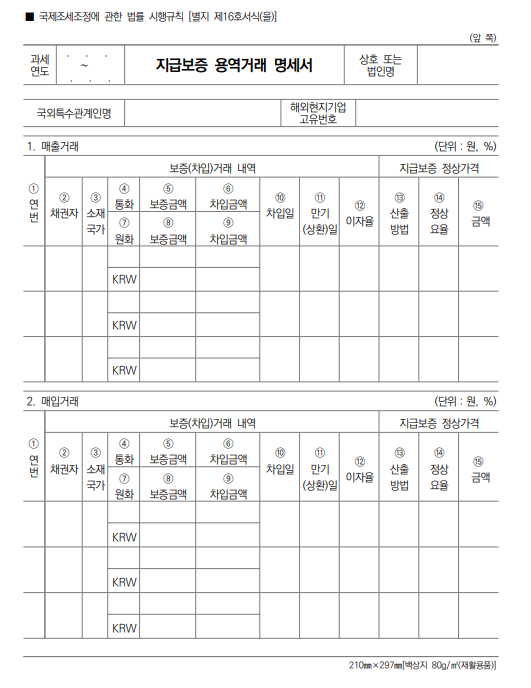 ■ 국제조세조정에 관한 법률 시행규칙 [별지 제16호서식(을)]
(앞 쪽)
과세연도 . . ~ . . 지급보증 용역거래 명세서 상호 또는 법인명
국외특수관계인명 해외현지기업 고유번호
1. 매출거래 (단위 : 원, %)
① 연번 보증(차입)거래 내역 지급보증 정상가격
② 채권자 ③ 소재국가 ④ 통화 ⑤ 보증금액 ⑥ 차입금액 ⑩ 차입일 ⑪ 만기(상환)일 ⑫ 이자율 ⑬ 산출방법 ⑭ 정상요율 ⑮ 금액
⑦ 원화 ⑧ 보증금액 ⑨ 차입금액
KRW
KRW
KRW
2. 매입거래 (단위 : 원, %)
① 연번 보증(차입)거래 내역 지급보증 정상가격
② 채권자 ③ 소재국가 ④ 통화 ⑤ 보증금액 ⑥ 차입금액 ⑩ 차입일 ⑪ 만기(상환)일 ⑫ 이자율 ⑬ 산출방법 ⑭ 정상요율 ⑮ 금액
⑦ 원화 ⑧ 보증금액 ⑨ 차입금액
KRW
KRW
KRW
210㎜×297㎜[백상지 80g/㎡(재활용품)]